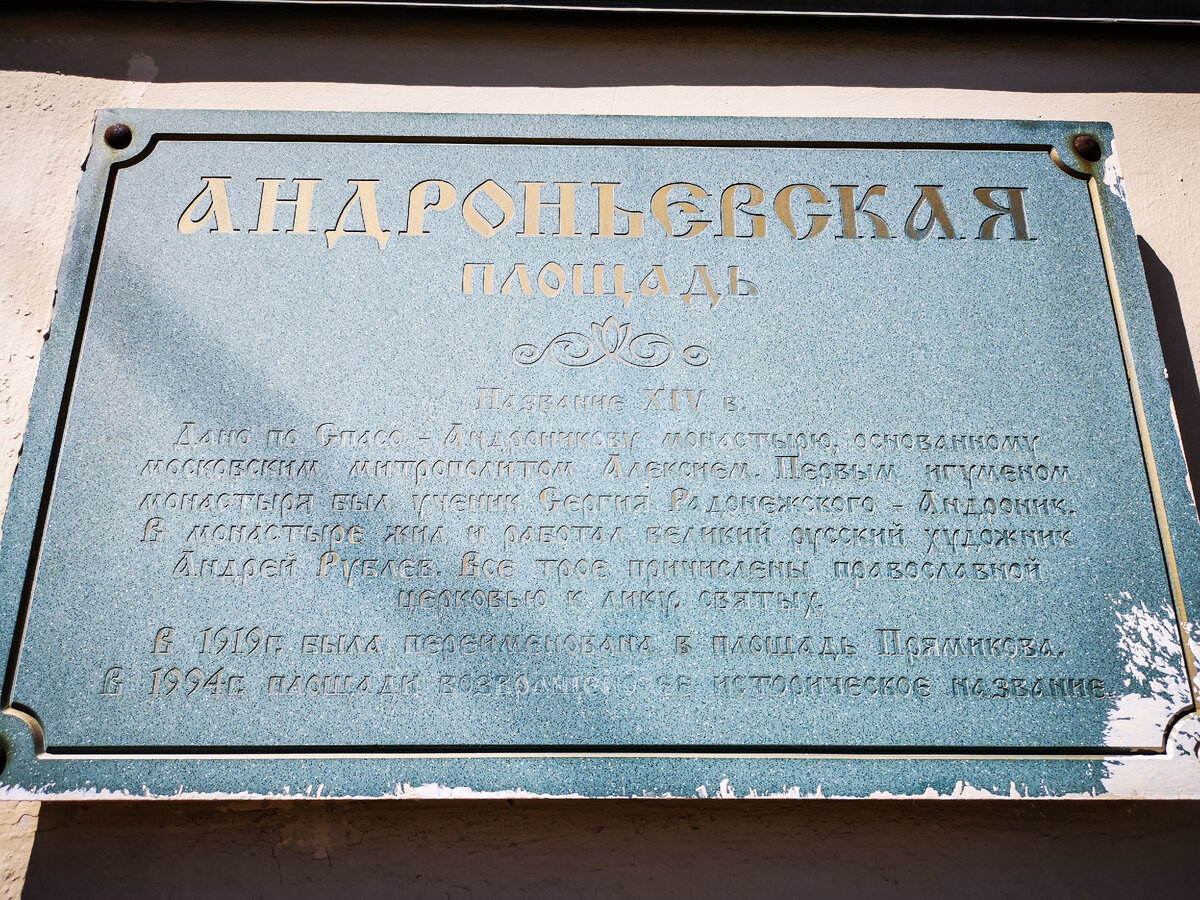 АНДРОНЬЕВСКАЯ
ПЛОЩАДЬ
Название XIV в.
Дано по Спасо - Андроникову монастырю, основанному
московским митрополитом Алексием. Первым игуменом
монастыря был ученик Сергия Радонежского - Андроник.
В монастыре жил и работал великий русский художник
Андрей Рублев. Все трое причислены православной
церковью к лику святых.
В 1919г. была переименована в площадь Прямикова.
В 1994г. площади возвращено ее историческое название.